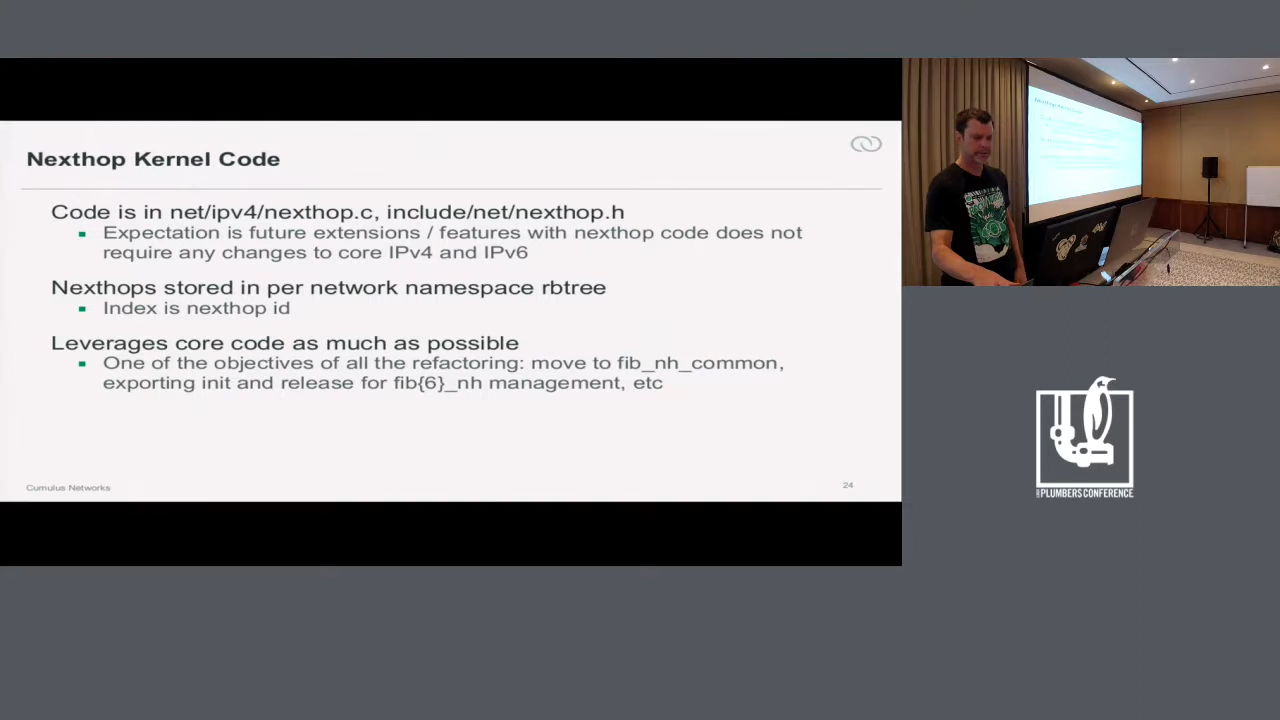 Nexthop Kernel Code
Code is in net/ipv4/nexthop.c, include/net/nexthop.h
Expectation is future extensions / features with nexthop code does not
require any changes to core IPv4 and IPv6
Nexthops stored in per network namespace rbtree
Index is nexthop id
Leverages core code as much as possible
One of the objectives of all the refactoring: move to fib_nh_common,
exporting init and release for fib{6}_nh management, etc
Cumulus Networks
24
PLUMBERS CONFERENCE